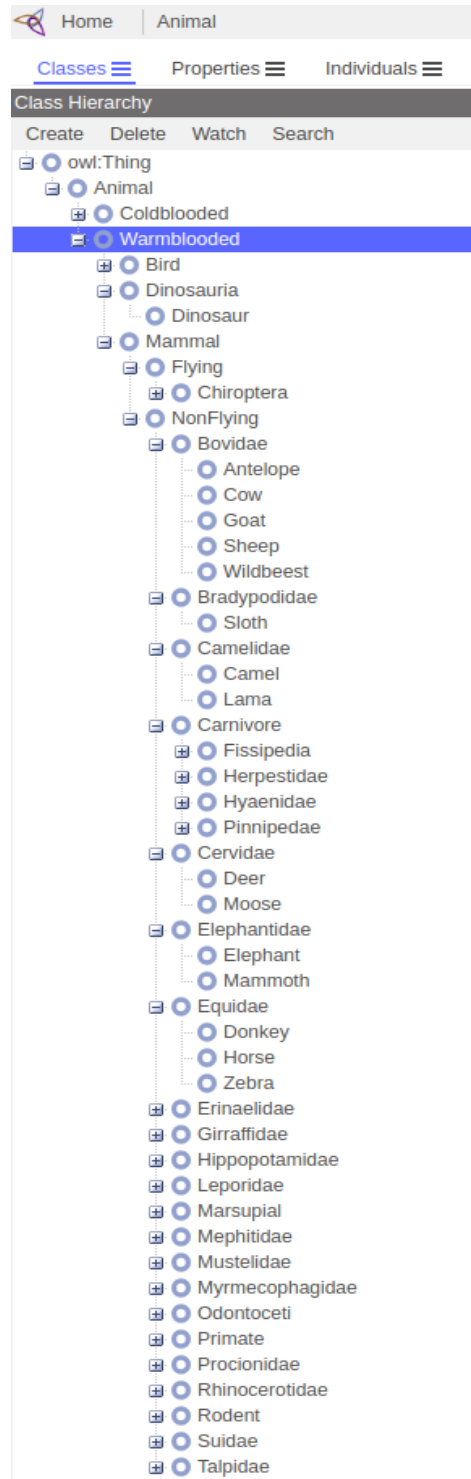 Home Animal
Classes Properties Individuals
Class Hierarchy
Create Delete Watch Search
owl:Thing
Animal
Coldblooded
Warmblooded
Bird
Dinosauria
Dinosaur
Mammal
Flying
Chiroptera
NonFlying
Bovidae
Antelope
Cow
Goat
Sheep
Wildbeest
Bradypodidae
Sloth
Camelidae
Camel
Lama
Carnivore
Fissipedia
Herpestidae
Hyaenidae
Pinnipedae
Cervidae
Deer
Moose
Elephantidae
Elephant
Mammoth
Equidae
Donkey
Horse
Zebra
Erinaelidae
Girraffidae
Hippopotamidae
Leporidae
Marsupial
Mephitidae
Mustelidae
Myrmecophagidae
Odontoceti
Primate
Procionidae
Rhinocerotidae
Rodent
Suidae
Talpidae